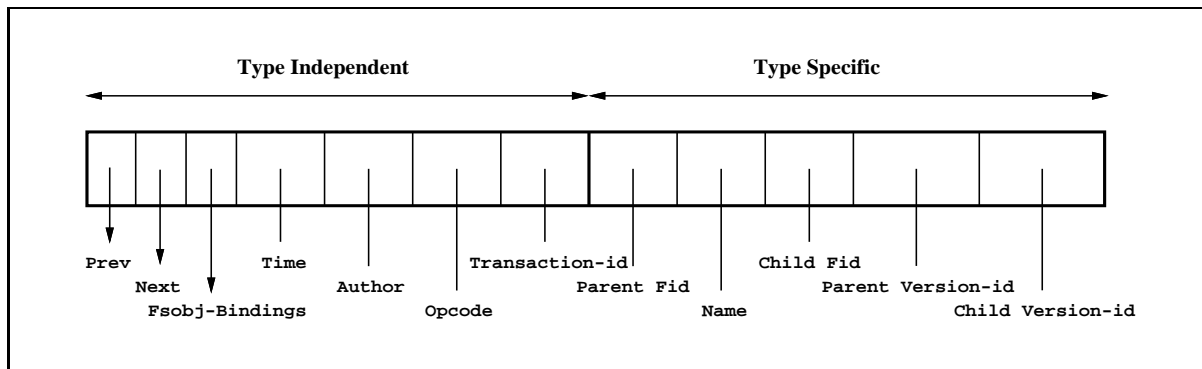 Type Independent
Type Specific
Prev
Next
Fsobj-Bindings
Time
Author
Opcode
Transaction-id
Parent Fid
Name
Child Fid
Parent Version-id
Child Version-id